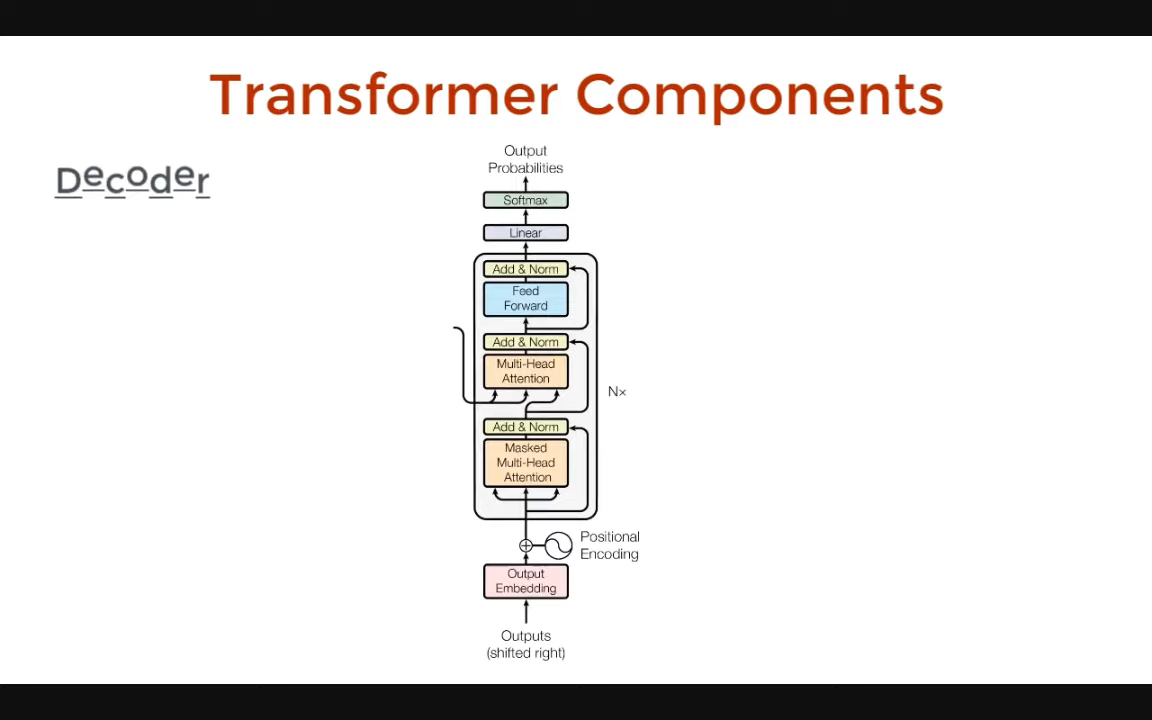 Transformer Components
Decoder
Output
Probabilities
Softmax
Linear
Add & Norm
Feed
Forward
Add & Norm
Multi-Head
Attention
N×
Add & Norm
Masked
Multi-Head
Attention
Positional
Encoding
Output
Embedding
Outputs
(shifted right)